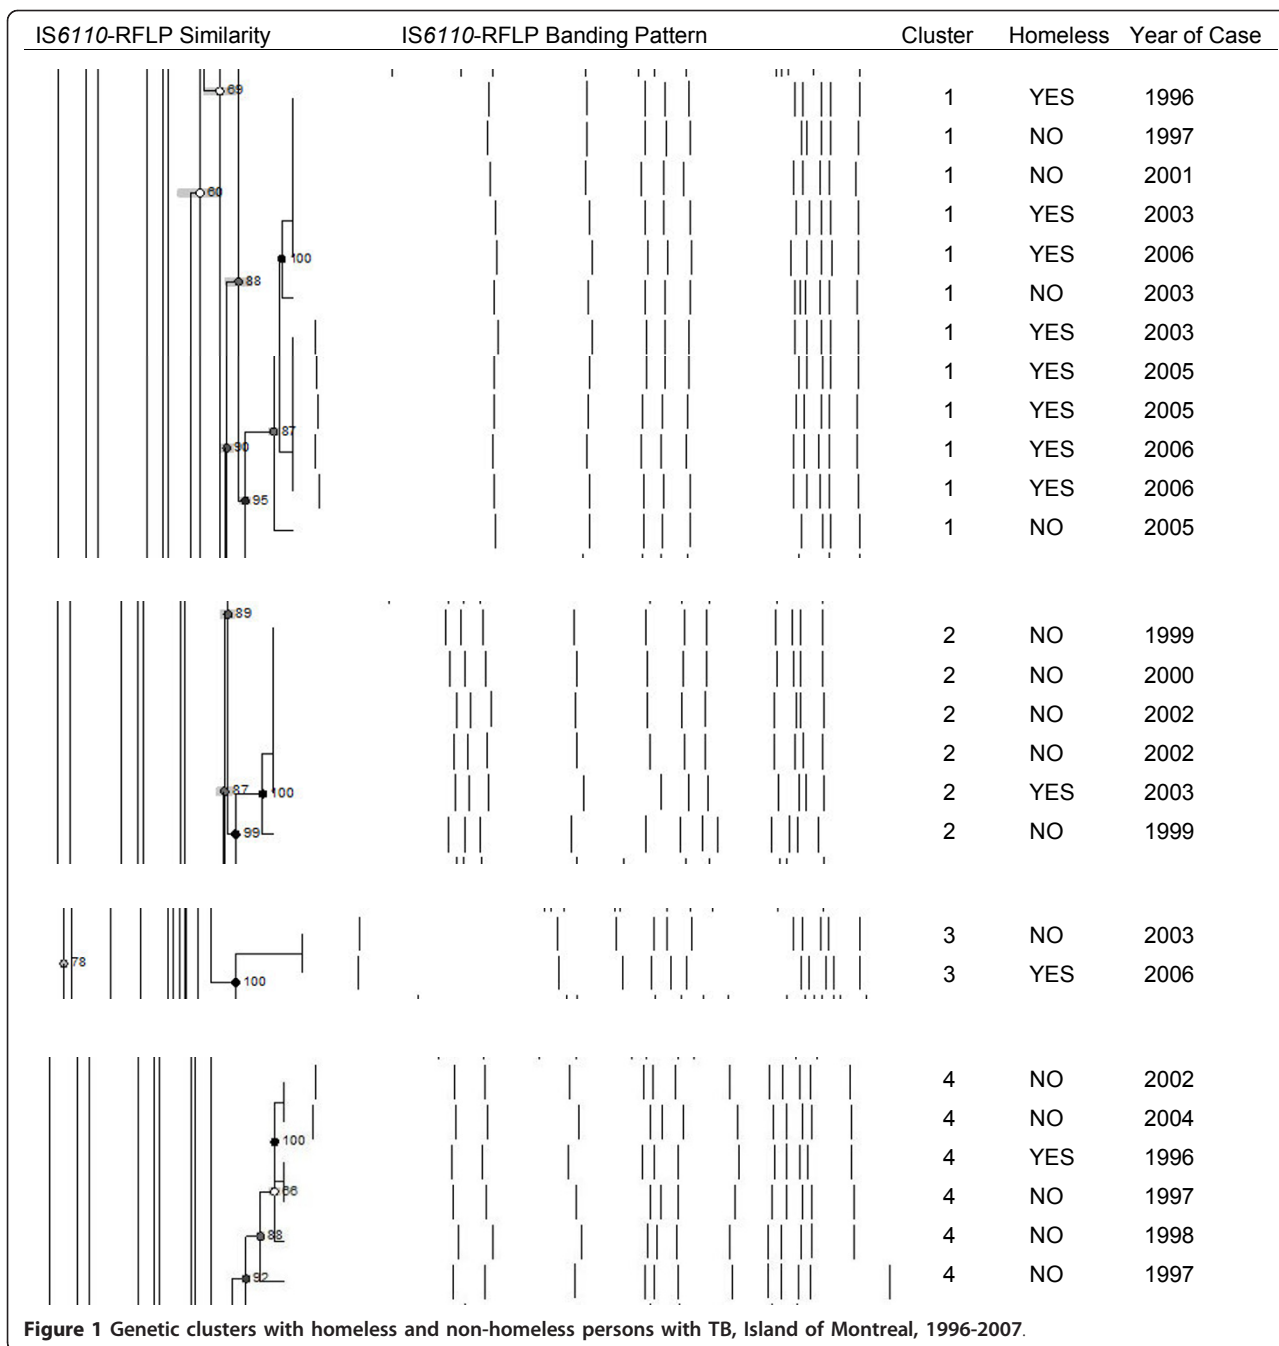 IS6110-RFLP Similarity IS6110-RFLP Banding Pattern Cluster Homeless Year of Case
69
1 YES 1996
1 NO 1997
1 NO 2001
60
1 YES 2003
1 YES 2006
100
88
1 NO 2003
1 YES 2003
1 YES 2005
1 YES 2005
87
90
1 YES 2006
1 YES 2006
95
1 NO 2005
89
2 NO 1999
2 NO 2000
2 NO 2002
2 NO 2002
87 100
2 YES 2003
99
2 NO 1999
3 NO 2003
78
3 YES 2006
100
4 NO 2002
4 NO 2004
100
4 YES 1996
66
4 NO 1997
88
4 NO 1998
92
4 NO 1997
Figure 1 Genetic clusters with homeless and non-homeless persons with TB, Island of Montreal, 1996-2007.